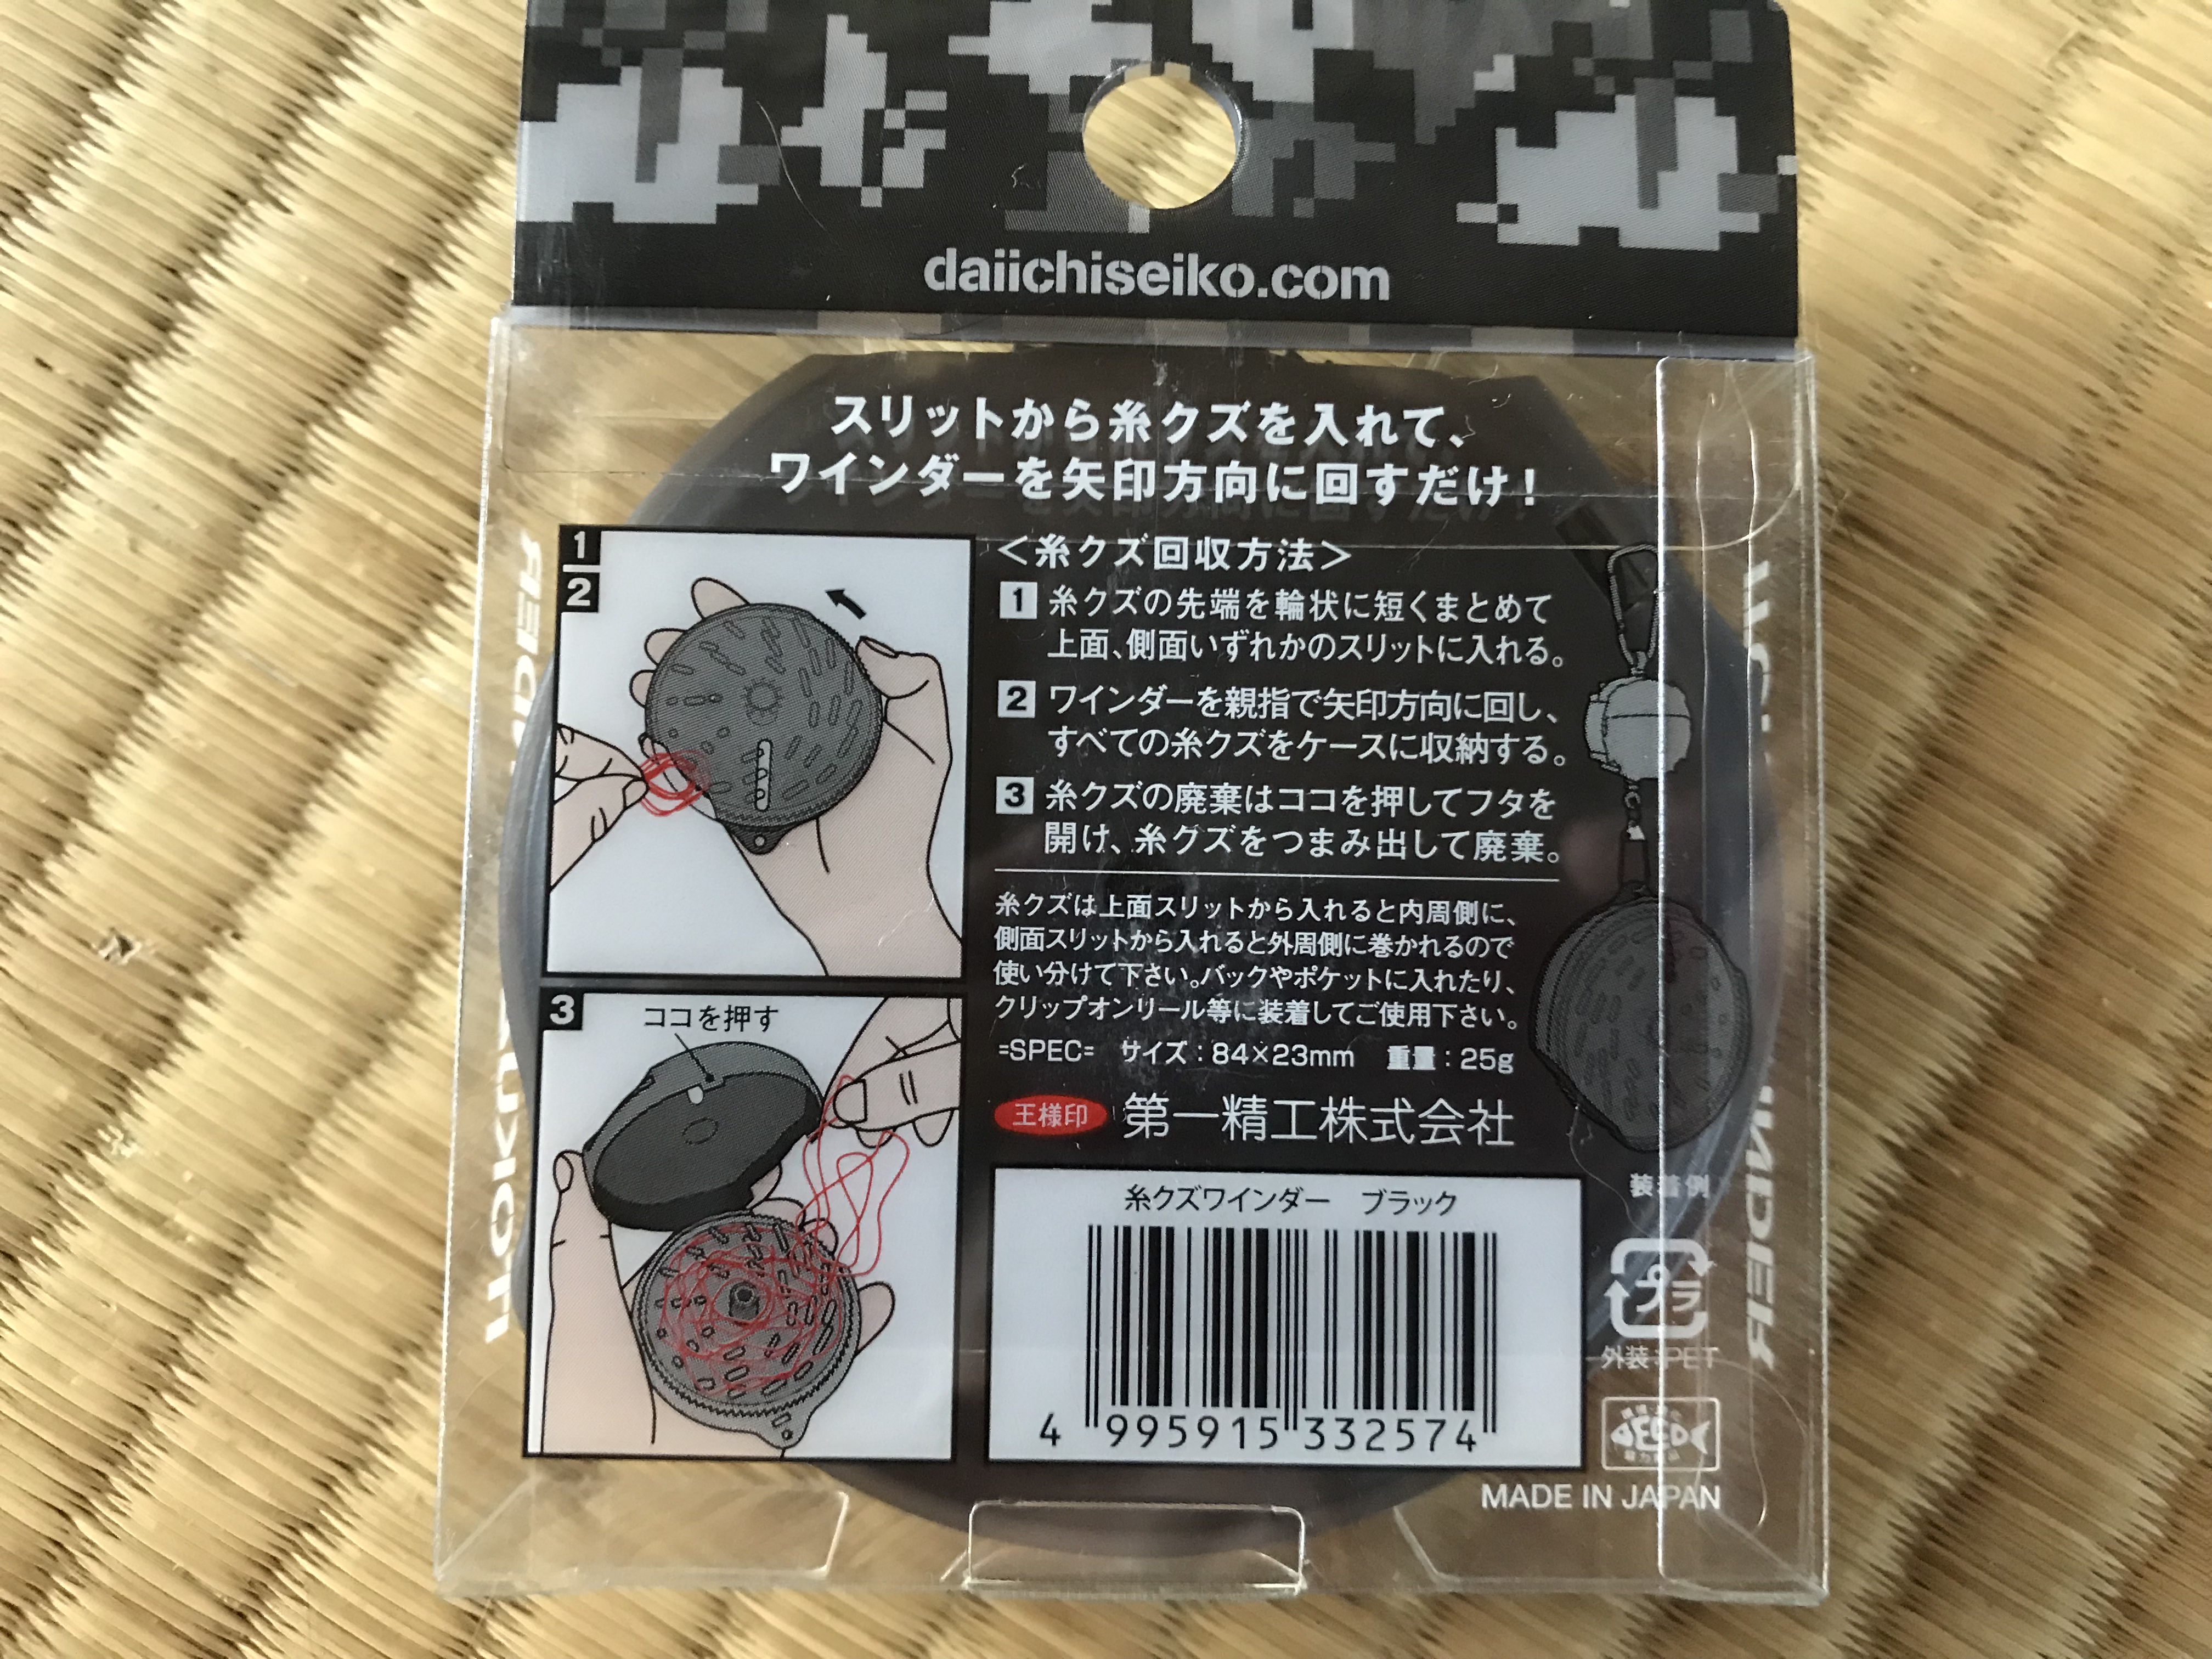 daiichiseiko.com
スリットから糸クズを入れて、
ワインダーを矢印方向に回すだけ！
1
2
＜糸クズ回収方法＞
1 糸クズの先端を輪状に短くまとめて
上面、側面いずれかのスリットに入れる。
2 ワインダーを親指で矢印方向に回し、
すべての糸クズをケースに収納する。
3 糸クズの廃棄はココを押してフタを
開け、糸クズをつまみ出して廃棄。
糸クズは上面スリットから入れると内周側に、
側面スリットから入れると外周側に巻かれるので
使い分けて下さい。バックやポケットに入れたり、
クリップオンリール等に装着してご使用下さい。
=SPEC= サイズ：84×23mm 重量：25g
3
ココを押す
王様印 第一精工株式会社
装着例
糸クズワインダー ブラック
4 995915 332574
プラ
外装：PET
MADE IN JAPAN